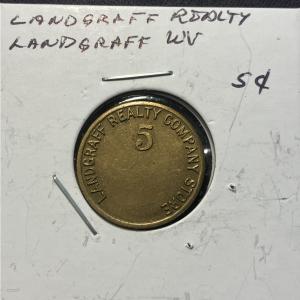 LANDGRAFF REALTY
LANDGRAFF WV
5¢
5
LANDGRAFF REALTY COMPANY STORE